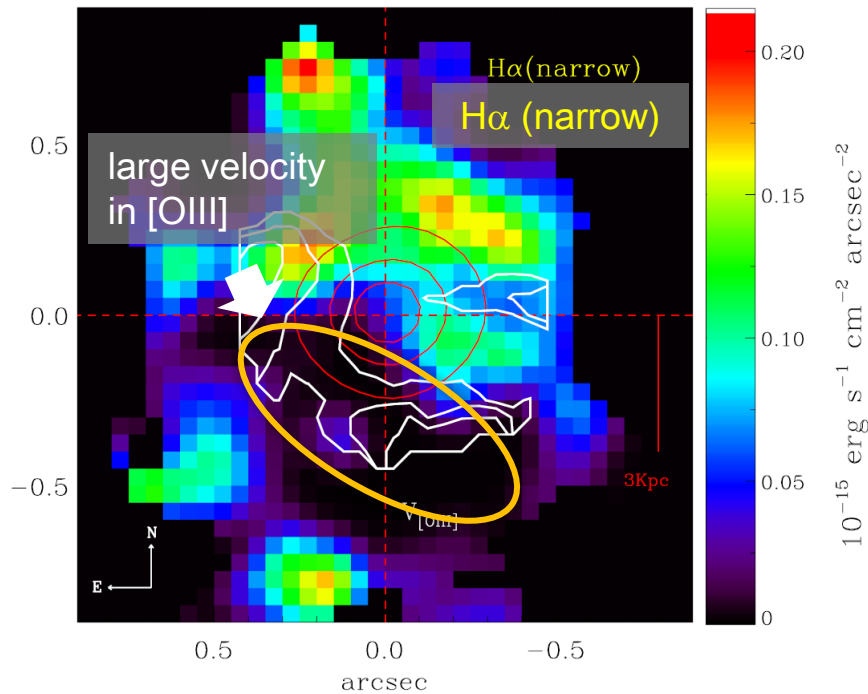 Hα(narrow)
Hα (narrow)
large velocity
in [OIII]
0.5
0.0
−0.5
3Kpc
V[OIII]
N
E
0.5
0.0
−0.5
arcsec
0.20
0.15
0.10
0.05
0
10−15 erg s−1 cm−2 arcsec−2